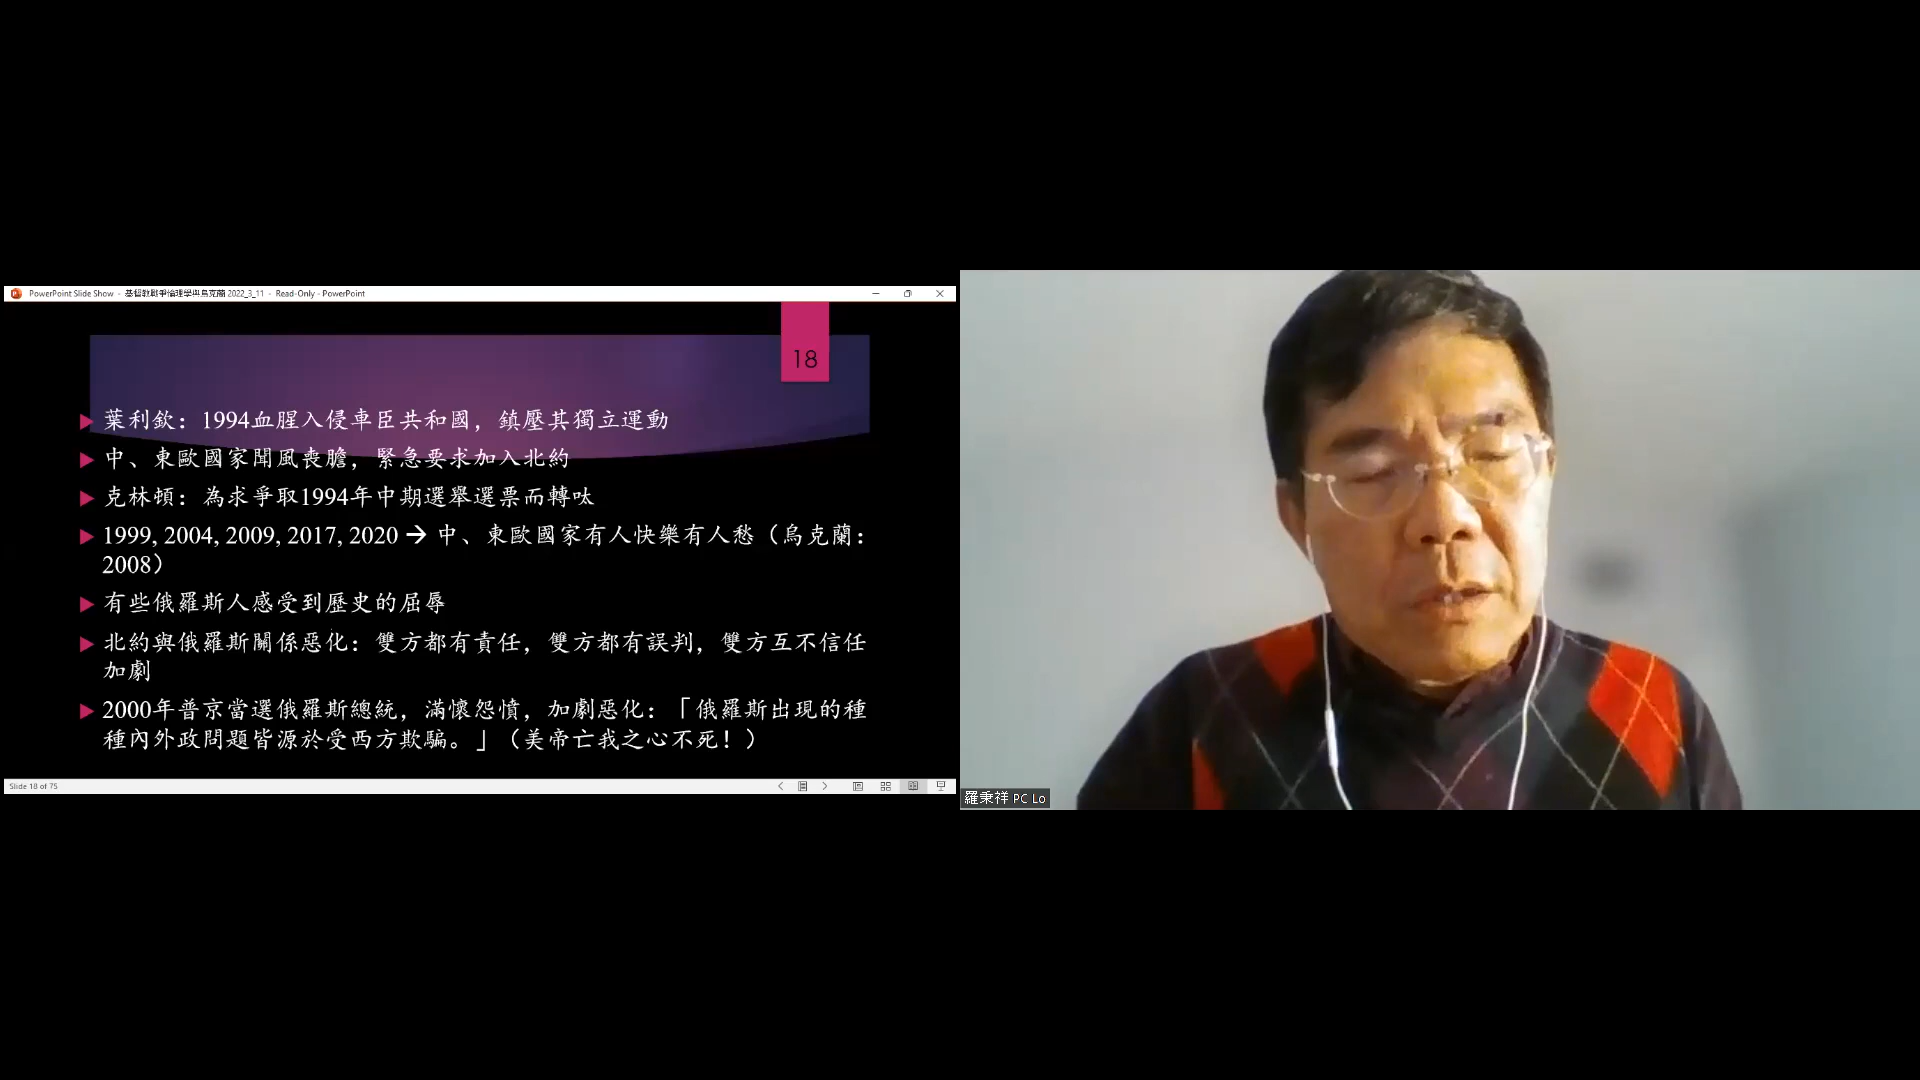 PowerPoint Slide Show - 基督教戰爭倫理學與烏克蘭 2022_3_11 - Read-Only - PowerPoint
18
葉利欽：1994血腥入侵車臣共和國，鎮壓其獨立運動
中、東歐國家聞風喪膽，緊急要求加入北約
克林頓：為求爭取1994年中期選舉選票而轉呔
1999, 2004, 2009, 2017, 2020 → 中、東歐國家有人快樂有人愁（烏克蘭：
2008）
有些俄羅斯人感受到歷史的屈辱
北約與俄羅斯關係惡化：雙方都有責任，雙方都有誤判，雙方互不信任
加劇
2000年普京當選俄羅斯總統，滿懷怨憤，加劇惡化：「俄羅斯出現的種
種內外政問題皆源於受西方欺騙。」（美帝亡我之心不死！）
Slide 18 of 75
羅秉祥 PC Lo